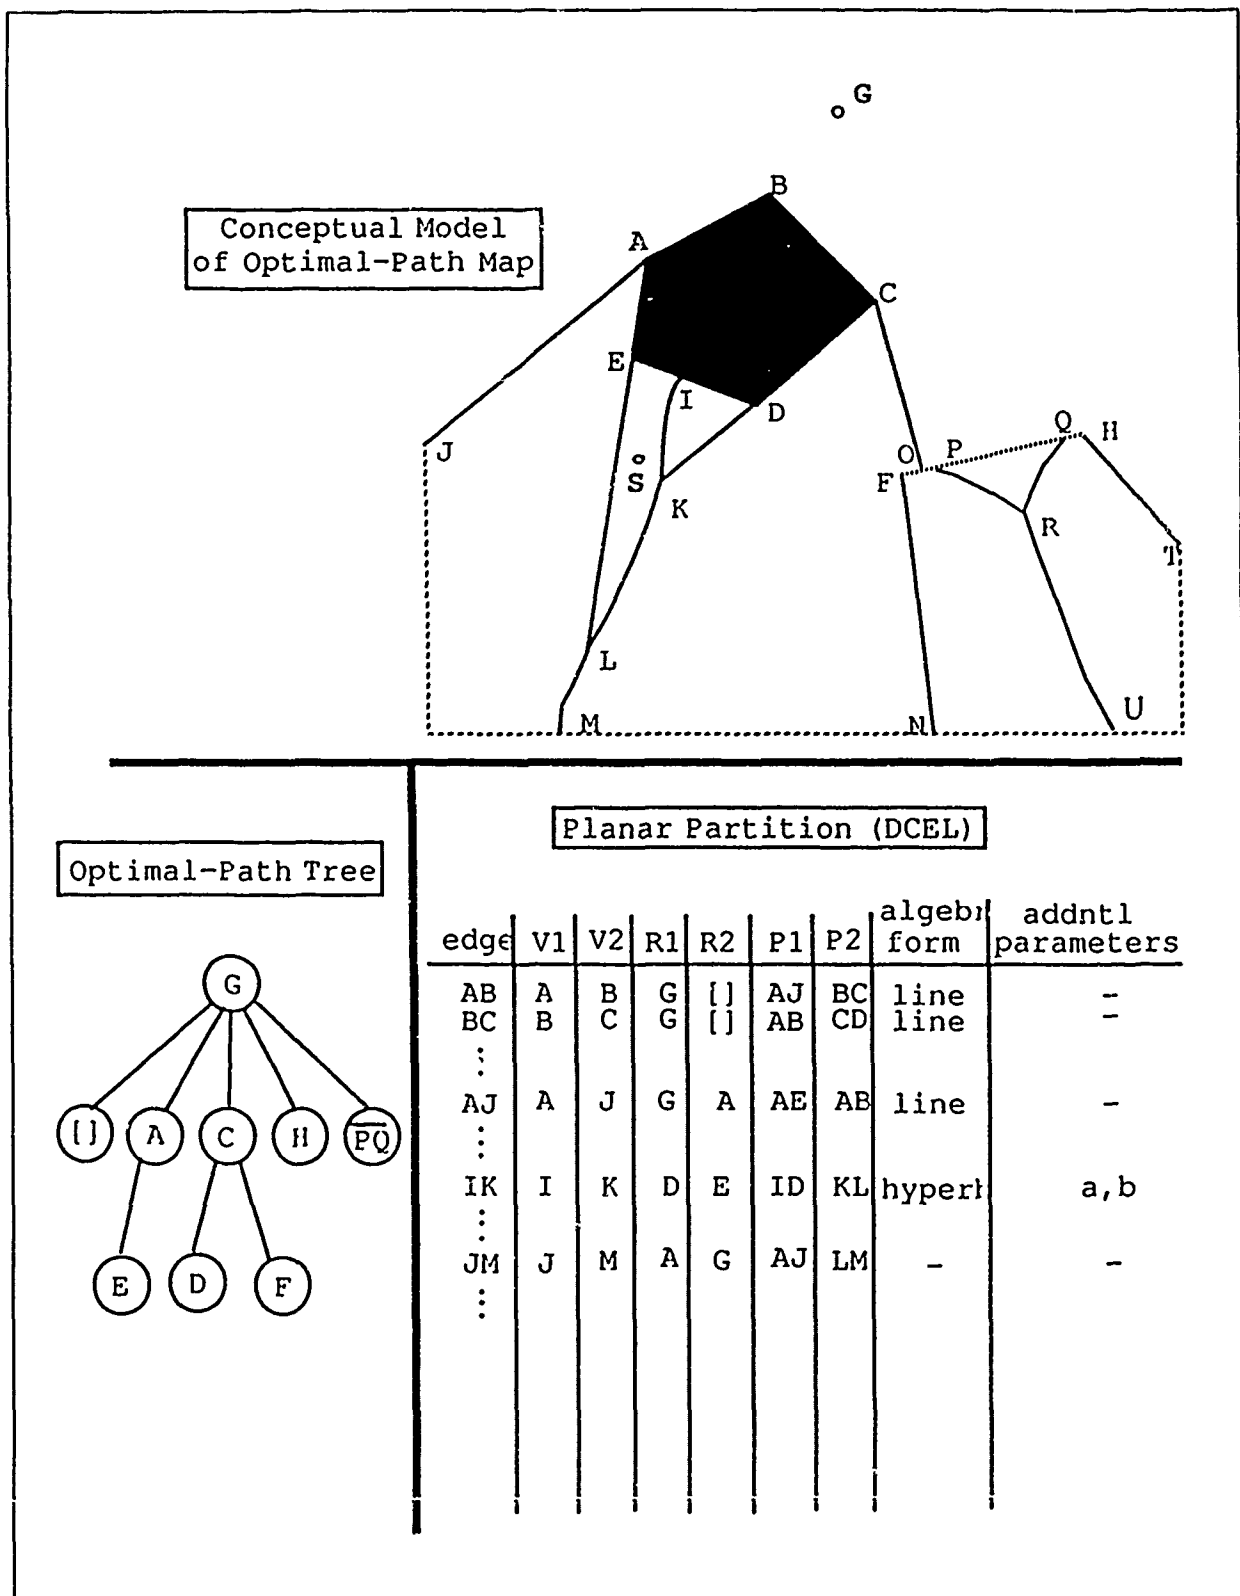 G
B
Conceptual Model
of Optimal-Path Map
A
C
E
I
D
J
Q H
O P
F
S
K
R
T
L
M
N
U
Planar Partition (DCEL)
Optimal-Path Tree
edge V1 V2 R1 R2 P1 P2 algebr form addntl parameters
AB A B G [] AJ BC line -
BC B C G [] AB CD line -
AJ A J G A AE AB line -
IK I K D E ID KL hyperb a,b
JM J M A G AJ LM - -
G
[] A C H PQ
E D F